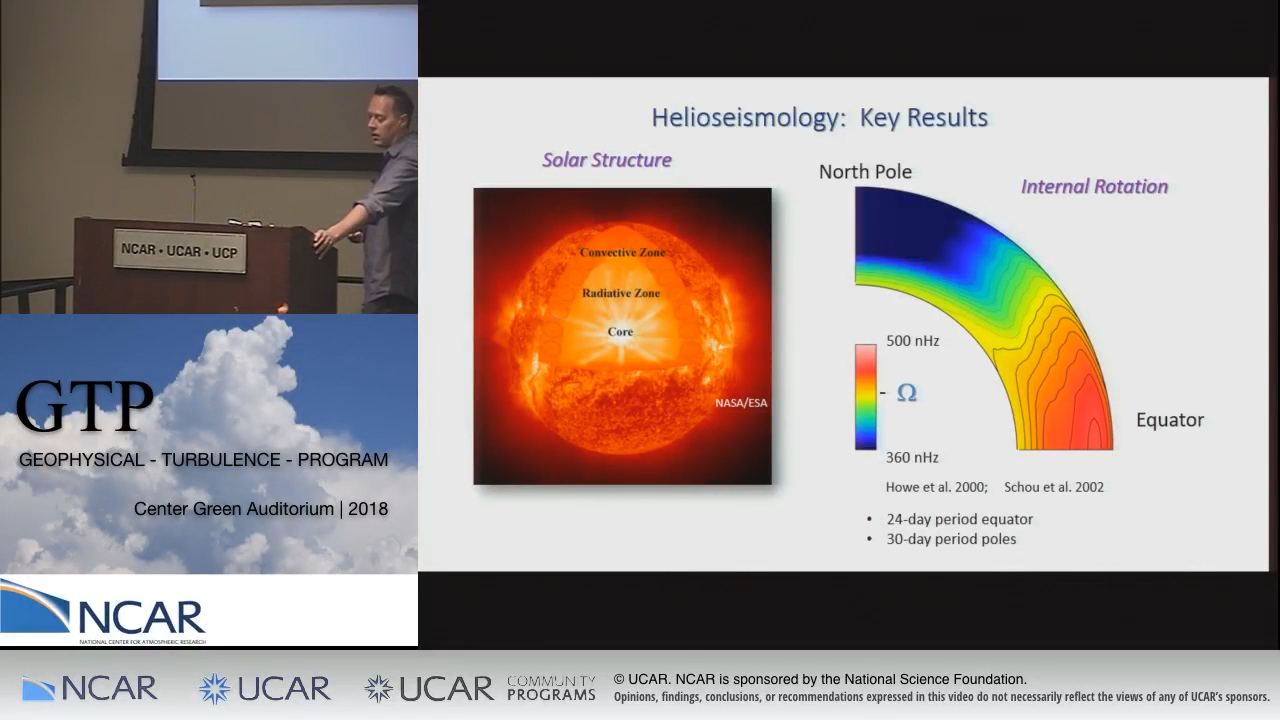 NCAR • UCAR • UCP
GTP
GEOPHYSICAL - TURBULENCE - PROGRAM
Center Green Auditorium | 2018
NCAR
NATIONAL CENTER FOR ATMOSPHERIC RESEARCH
Helioseismology: Key Results
Solar Structure
Convective Zone
Radiative Zone
Core
NASA/ESA
North Pole
Internal Rotation
500 nHz
Ω
360 nHz
Equator
Howe et al. 2000; Schou et al. 2002
• 24-day period equator
• 30-day period poles
NCAR
UCAR
UCAR
COMMUNITY
PROGRAMS
© UCAR. NCAR is sponsored by the National Science Foundation.
Opinions, findings, conclusions, or recommendations expressed in this video do not necessarily reflect the views of any of UCAR's sponsors.